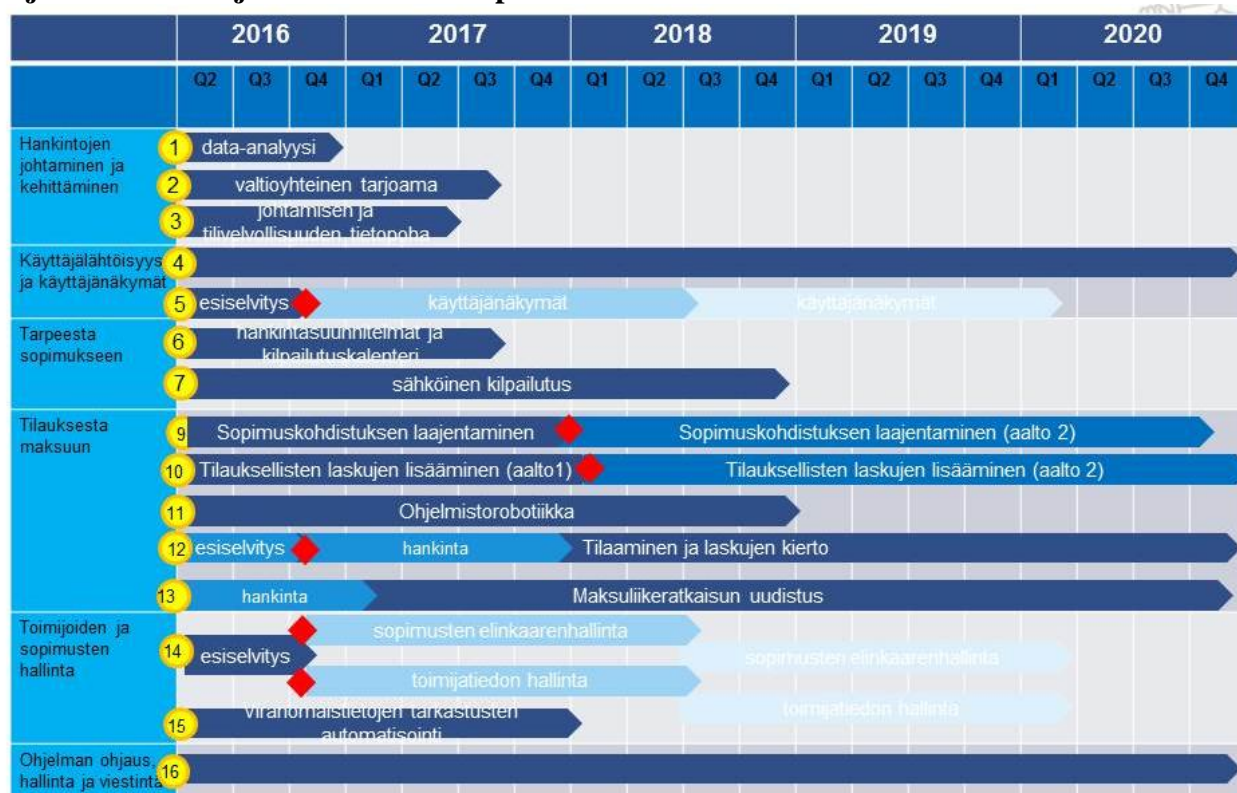 2016 2017 2018 2019 2020
Q2 Q3 Q4 Q1 Q2 Q3 Q4 Q1 Q2 Q3 Q4 Q1 Q2 Q3 Q4 Q1 Q2 Q3 Q4
Hankintojen
johtaminen ja
kehittäminen
1 data-analyysi
2 valtioyhteinen tarjoama
3 johtamisen ja
tilivelvollisuuden tietopoha
Käyttäjälähtöisyys
ja käyttäjänäkymät
4
5 esiselvitys käyttäjänäkymät käyttäjänäkymät
Tarpeesta
sopimukseen
6 hankintasuunnitelmat ja
kilpailutuskalenteri
7 sähköinen kilpailutus
Tilauksesta
maksuun
9 Sopimuskohdistuksen laajentaminen Sopimuskohdistuksen laajentaminen (aalto 2)
10 Tilauksellisten laskujen lisääminen (aalto1) Tilauksellisten laskujen lisääminen (aalto 2)
11 Ohjelmistorobotiikka
12 esiselvitys hankinta Tilaaminen ja laskujen kierto
13 hankinta Maksuliikeratkaisun uudistus
Toimijoiden ja
sopimusten
hallinta
sopimusten elinkaarenhallinta
14 esiselvitys sopimusten elinkaarenhallinta
toimijatiedon hallinta
toimijatiedon hallinta
15 Viranomaistietojen tarkastusten
automatisointi
Ohjelman ohjaus,
hallinta ja viestintä
16